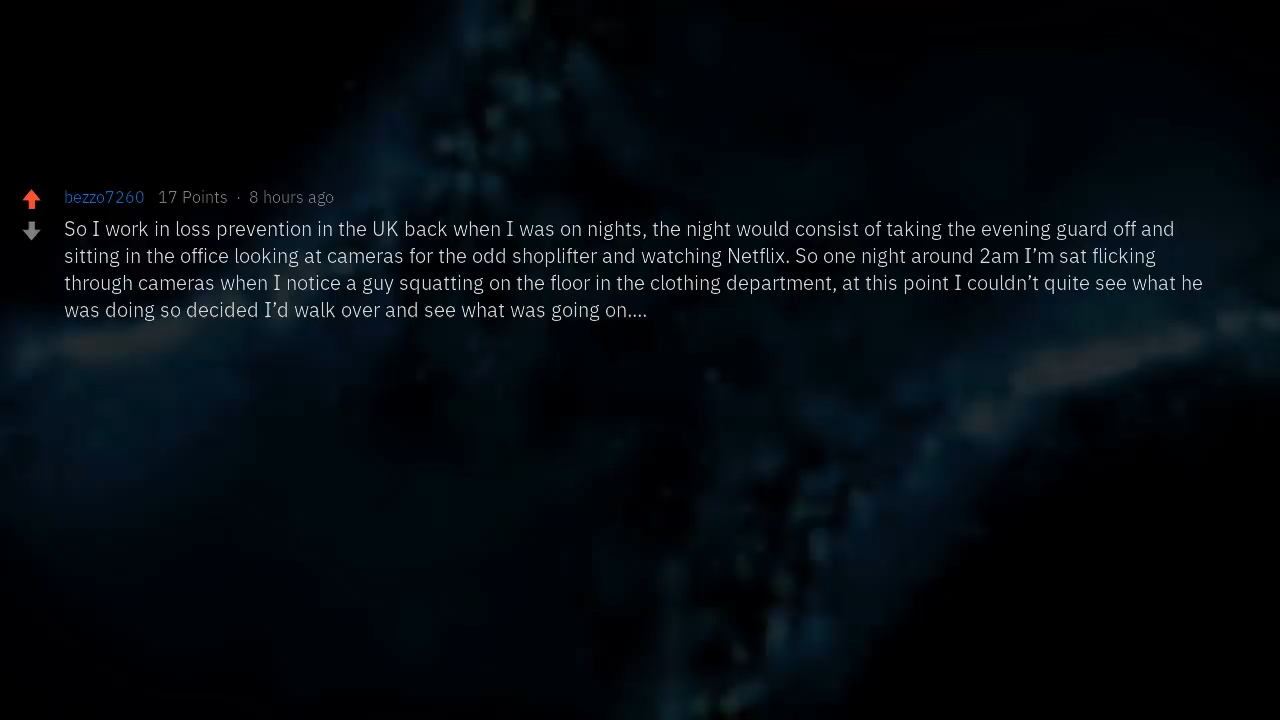 bezzo7260 17 Points · 8 hours ago
So I work in loss prevention in the UK back when I was on nights, the night would consist of taking the evening guard off and
sitting in the office looking at cameras for the odd shoplifter and watching Netflix. So one night around 2am I’m sat flicking
through cameras when I notice a guy squatting on the floor in the clothing department, at this point I couldn’t quite see what he
was doing so decided I’d walk over and see what was going on....